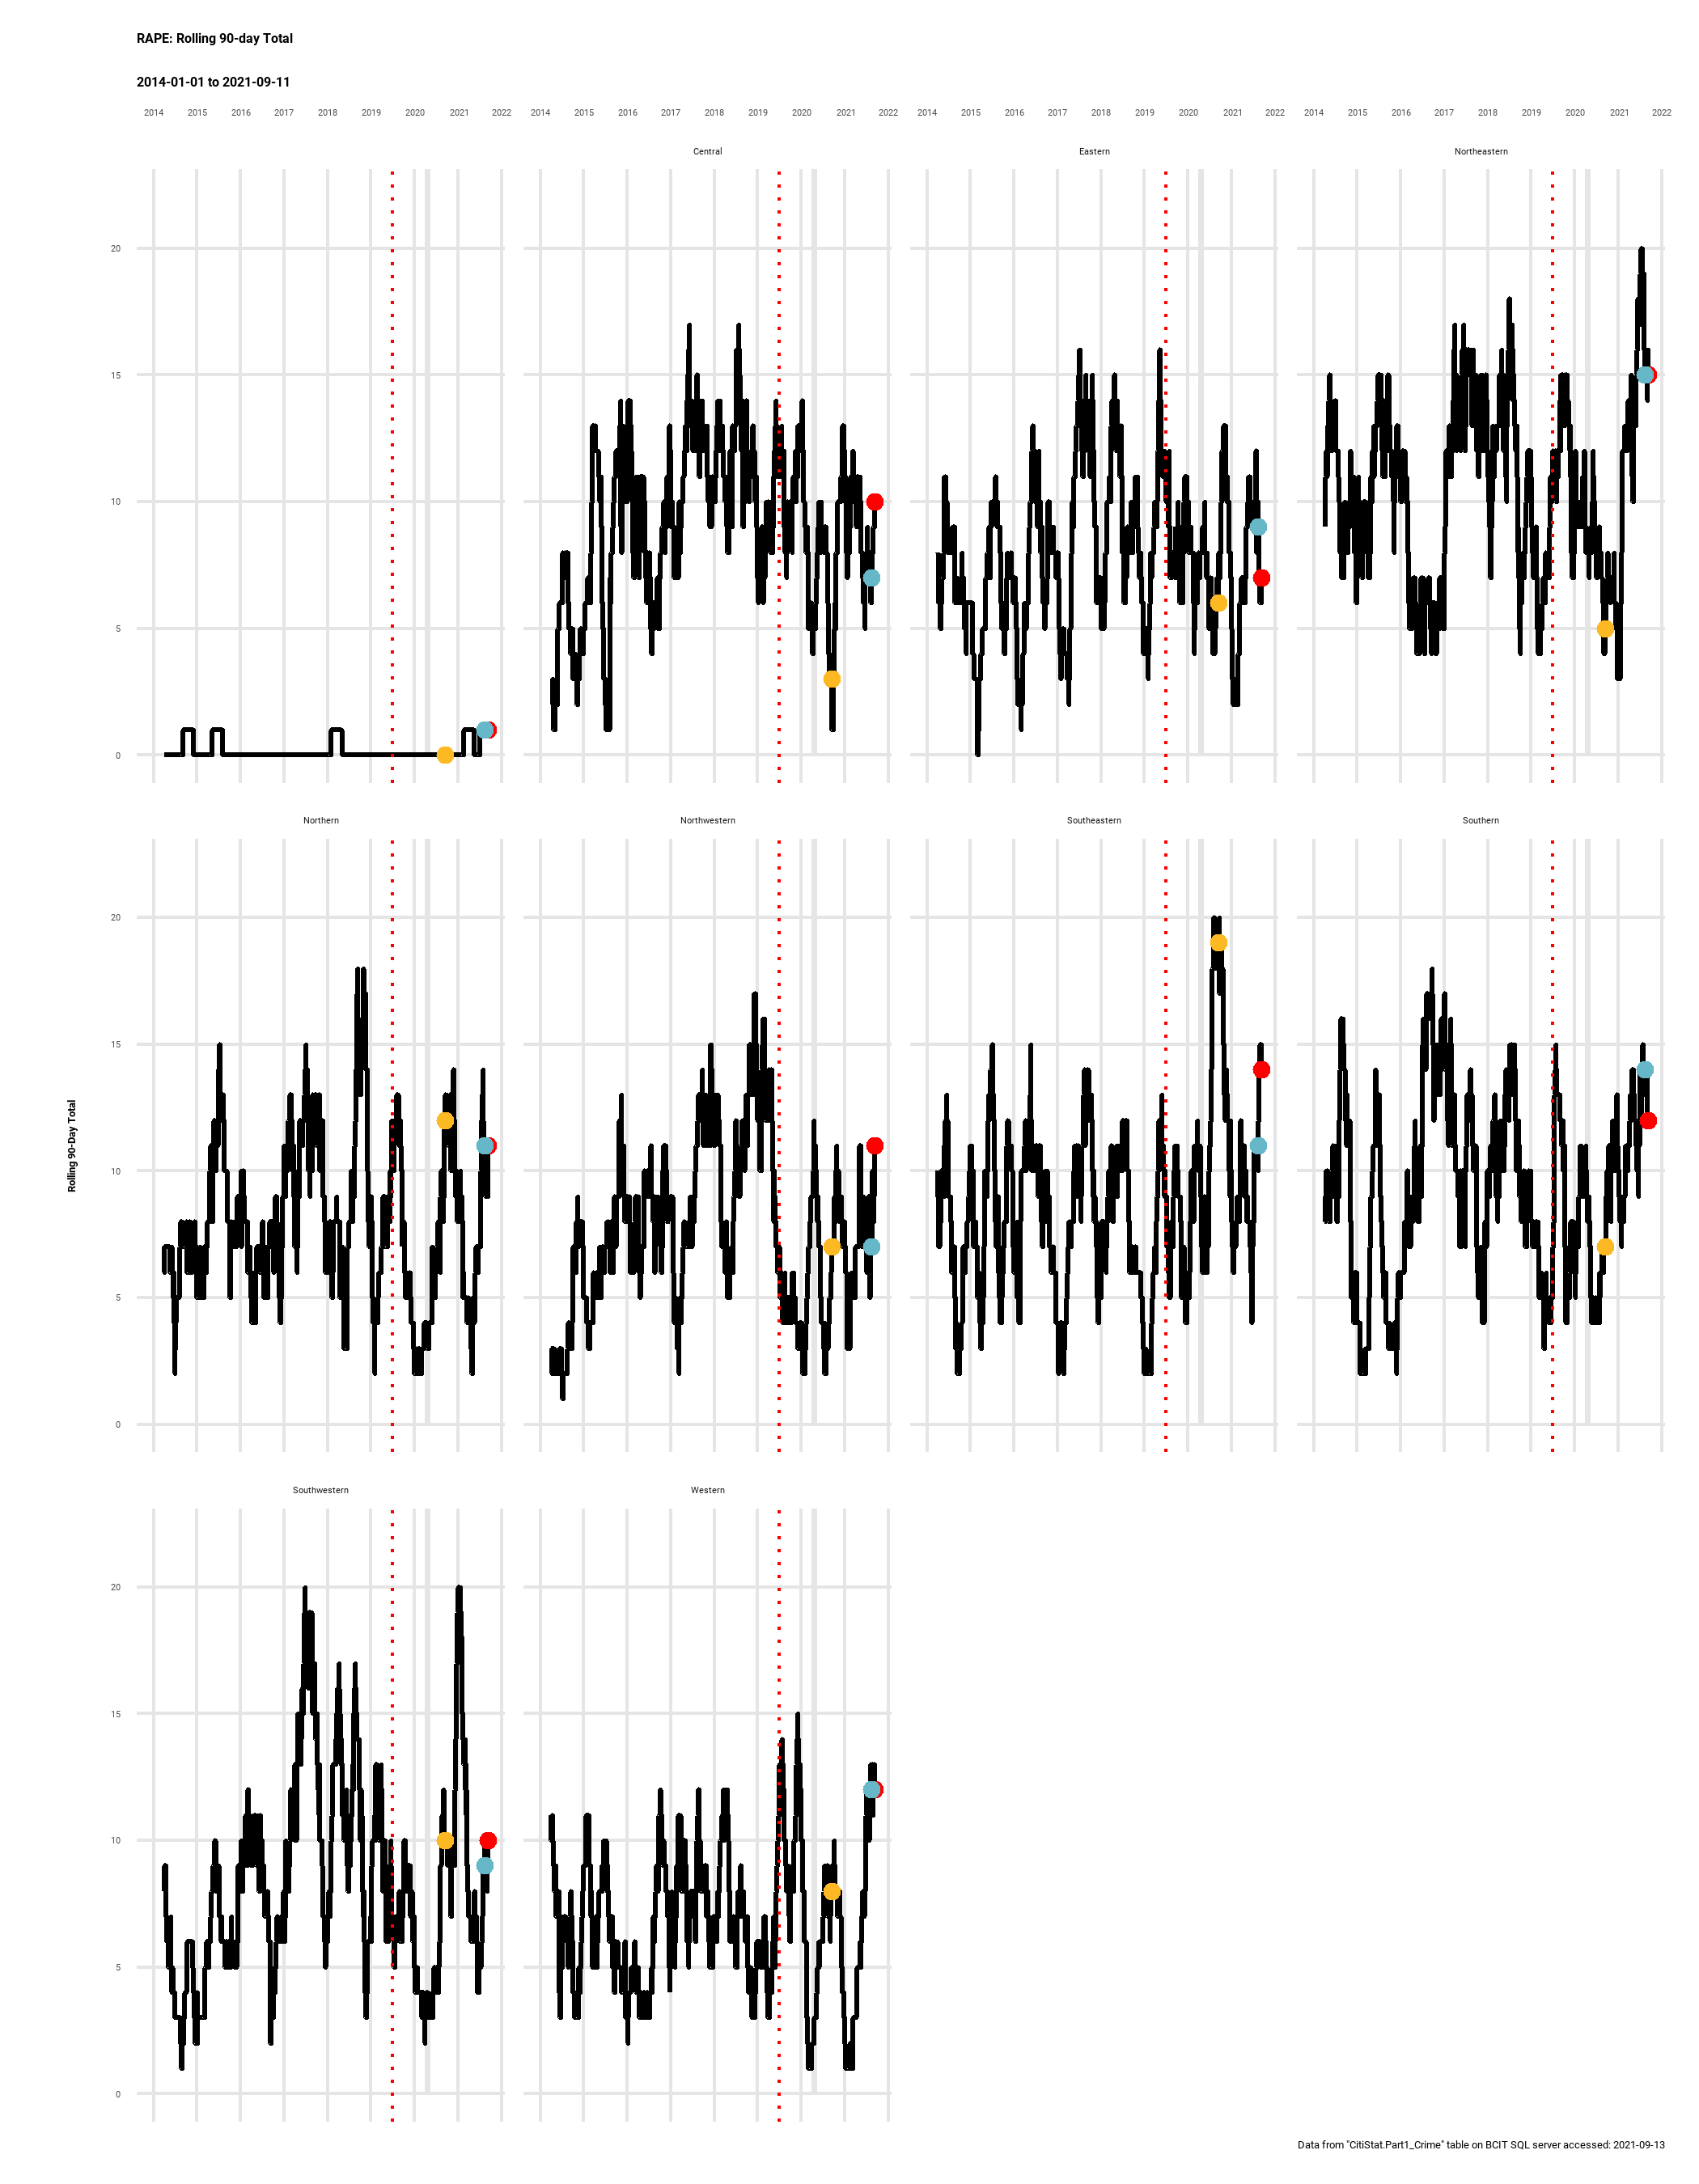 RAPE: Rolling 90-day Total
2014-01-01 to 2021-09-11
2014 2015 2016 2017 2018 2019 2020 2021 2022 2014 2015 2016 2017 2018 2019 2020 2021 2022 2014 2015 2016 2017 2018 2019 2020 2021 2022 2014 2015 2016 2017 2018 2019 2020 2021 2022
Central Eastern Northeastern
20
15
10
5
0
Northern Northwestern Southeastern Southern
20
15
10
5
0
Rolling 90-Day Total
Southwestern Western
20
15
10
5
0
Data from "CitiStat.Part1_Crime" table on BCIT SQL server accessed: 2021-09-13